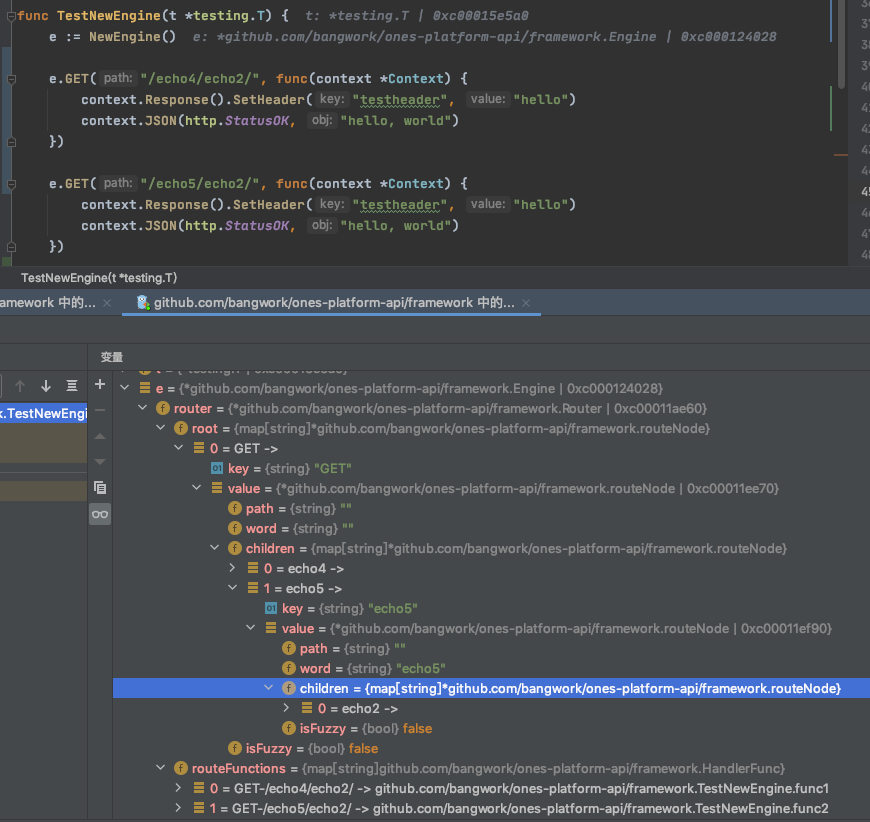 func TestNewEngine(t *testing.T) { t: *testing.T | 0xc00015e5a0
e := NewEngine() e: *github.com/bangwork/ones-platform-api/framework.Engine | 0xc000124028
e.GET( path: "/echo4/echo2/", func(context *Context) {
context.Response().SetHeader( key: "testheader", value: "hello")
context.JSON(http.StatusOK, obj: "hello, world")
})
e.GET( path: "/echo5/echo2/", func(context *Context) {
context.Response().SetHeader( key: "testheader", value: "hello")
context.JSON(http.StatusOK, obj: "hello, world")
})
TestNewEngine(t *testing.T)
amework 中的... × github.com/bangwork/ones-platform-api/framework 中的... ×
变量
e = {*github.com/bangwork/ones-platform-api/framework.Engine | 0xc000124028}
k.TestNewEngi
router = {*github.com/bangwork/ones-platform-api/framework.Router | 0xc00011ae60}
root = {map[string]*github.com/bangwork/ones-platform-api/framework.routeNode}
0 = GET ->
key = {string} "GET"
value = {*github.com/bangwork/ones-platform-api/framework.routeNode | 0xc00011ee70}
path = {string} ""
word = {string} ""
children = {map[string]*github.com/bangwork/ones-platform-api/framework.routeNode}
0 = echo4 ->
1 = echo5 ->
key = {string} "echo5"
value = {*github.com/bangwork/ones-platform-api/framework.routeNode | 0xc00011ef90}
path = {string} ""
word = {string} "echo5"
children = {map[string]*github.com/bangwork/ones-platform-api/framework.routeNode}
0 = echo2 ->
isFuzzy = {bool} false
isFuzzy = {bool} false
routeFunctions = {map[string]github.com/bangwork/ones-platform-api/framework.HandlerFunc}
0 = GET-/echo4/echo2/ -> github.com/bangwork/ones-platform-api/framework.TestNewEngine.func1
1 = GET-/echo5/echo2/ -> github.com/bangwork/ones-platform-api/framework.TestNewEngine.func2